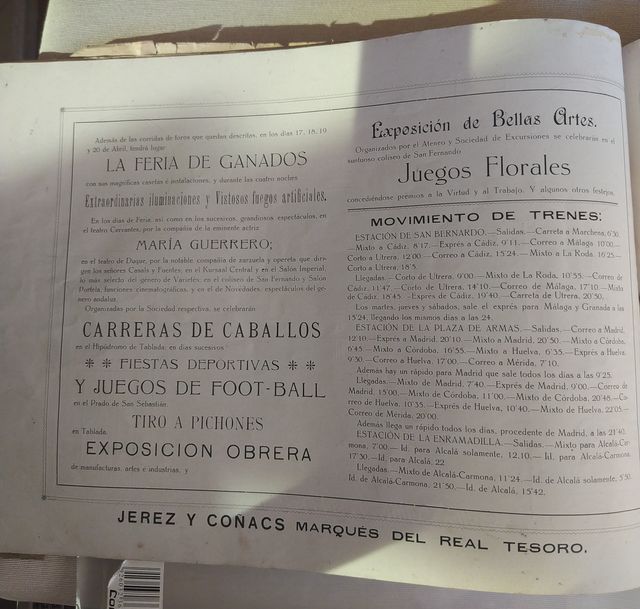 Además de las corridas de toros que quedan descritas, en los días 17, 18, 19
y 20 de Abril, tendrá lugar
LA FERIA DE GANADOS
con sus magníficas casetas é instalaciones, y durante las cuatro noches
Extraordinarias iluminaciones y Vistosos fuegos artificiales.
En los días de Feria, así como en los sucesivos, grandiosos espectáculos, en
el teatro Cervantes, por la compañía de la eminente actriz
MARÍA GUERRERO;
en el teatro de Duque, por la notable compañía de zarzuela y opereta que diri-
gen los señores Casals y Fuentes; en el Kursaal Central y en el Salón Imperial,
lo más selecto del género de Varietés; en el coliseo de San Fernando y Salón
Portela, funciones cinematográficas, y en el de Novedades, espectáculos del gé-
nero andaluz.
Organizadas por la Sociedad respectiva, se celebrarán
CARRERAS DE CABALLOS
en el Hipódromo de Tablada; en días sucesivos
* * FIESTAS DEPORTIVAS * *
Y JUEGOS DE FOOT-BALL
en el Prado de San Sebastián.
TIRO A PICHONES
en Tablada.
EXPOSICION OBRERA
de manufacturas, artes é industrias, y
Exposición de Bellas Artes.
Organizados por el Ateneo y Sociedad de Excursiones se celebrarán en el
suntuoso coliseo de San Fernando
Juegos Florales
concediéndose premios a la Virtud y al Trabajo. Y algunos otros festejos.
MOVIMIENTO DE TRENES:
ESTACIÓN DE SAN BERNARDO.—Salidas.—Carreta a Marchena, 6'30.
—Mixto a Cádiz, 8'17.—Exprés a Cádiz, 9'11.—Correo a Málaga 10'00.—
Corto a Utrera, 12'00.—Correo a Cádiz, 15'24.—Mixto a La Roda, 16'25.—
Corto a Utrera, 18'5.
Llegadas.—Corto de Utrera, 9'00.—Mixto de La Roda, 10'55.—Correo de
Cádiz, 11'47.—Corto de Utrera, 14'10.—Correo de Málaga, 17'10.—Mixto
de Cádiz, 18'45.—Exprés de Cádiz, 19'40.—Carreta de Utrera, 20'50.
Los martes, jueves y sábados, sale el exprés para Málaga y Granada a las
15'24, llegando los mismos días a las 24.
ESTACIÓN DE LA PLAZA DE ARMAS.—Salidas.—Correo a Madrid,
12'10.—Exprés a Madrid, 20'10.—Mixto a Madrid, 20'50.—Mixto a Córdoba,
6'45.—Mixto a Córdoba, 16'55.—Mixto a Huelva, 6'35.—Exprés a Huelva,
9'30.—Correo a Huelva, 17'00.—Correo a Mérida, 7'10.
Además hay un rápido para Madrid que sale todos los días a las 9'25.
Llegadas.—Mixto de Madrid, 7'40.—Exprés de Madrid, 9'00.—Correo de
Madrid, 15'00.—Mixto de Córdoba, 11'00.—Mixto de Córdoba, 20'48.—Co-
rreo de Huelva, 10'35.—Exprés de Huelva, 10'40.—Mixto de Huelva, 22'05.—
Correo de Mérida, 20'00.
Además llega un rápido todos los días, procedente de Madrid, a las 21'40.
ESTACIÓN DE LA ENRAMADILLA.—Salidas.—Mixto para Alcalá-Car-
mona, 7'00.—Id. para Alcalá solamente, 12,10.—Id. para Alcalá-Carmona,
17'30.—Id. para Alcalá, 22
Llegadas.—Mixto de Alcalá-Carmona, 11'24.—Id. de Alcalá solamente, 5'50.
Id. de Alcalá-Carmona, 21'50.—Id. de Alcalá, 15'42.
JEREZ Y COÑACS MARQUÉS DEL REAL TESORO.